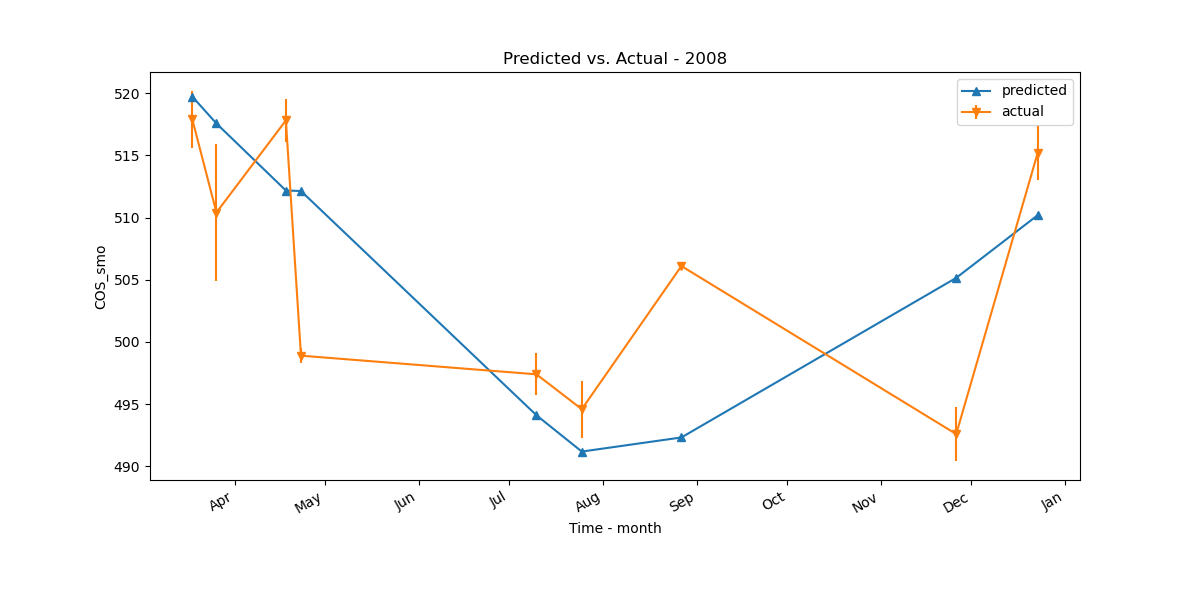 Predicted vs. Actual - 2008
predicted
actual
520
515
510
505
500
495
490
COS_smo
Apr
May
Jun
Jul
Aug
Sep
Oct
Nov
Dec
Jan
Time - month